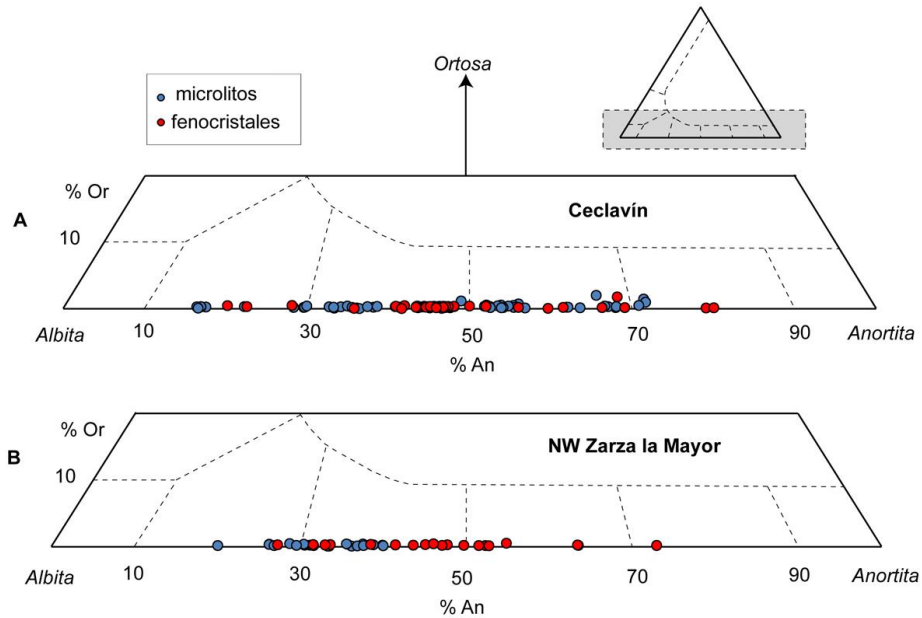 Ortosa
microlitos
fenocristales
% Or
A
Ceclavín
10
Albita
10
30
50
70
90
Anortita
% An
% Or
B
NW Zarza la Mayor
10
Albita
10
30
50
70
90
Anortita
% An